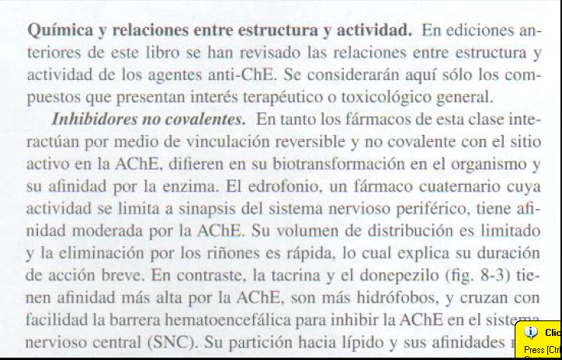 Química y relaciones entre estructura y actividad. En ediciones an-
teriores de este libro se han revisado las relaciones entre estructura y
actividad de los agentes anti-ChE. Se considerarán aquí sólo los com-
puestos que presentan interés terapéutico o toxicológico general.
Inhibidores no covalentes. En tanto los fármacos de esta clase inte-
ractúan por medio de vinculación reversible y no covalente con el sitio
activo en la AChE, difieren en su biotransformación en el organismo y
su afinidad por la enzima. El edrofonio, un fármaco cuaternario cuya
actividad se limita a sinapsis del sistema nervioso periférico, tiene afi-
nidad moderada por la AChE. Su volumen de distribución es limitado
y la eliminación por los riñones es rápida, lo cual explica su duración
de acción breve. En contraste, la tacrina y el donepezilo (fig. 8-3) tie-
nen afinidad más alta por la AChE, son más hidrófobos, y cruzan con
facilidad la barrera hematoencefálica para inhibir la AChE en el sistema
nervioso central (SNC). Su partición hacia lípido y sus afinidades
Clic
Press [Ctrl